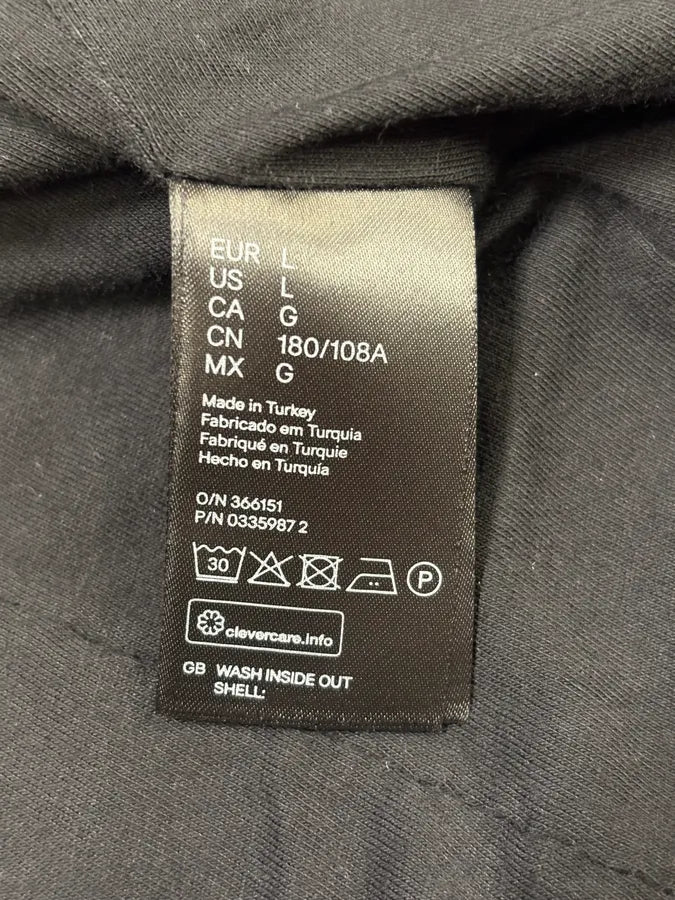 EUR L
US L
CA G
CN 180/108A
MX G
Made in Turkey
Fabricado em Turquia
Fabriqué en Turquie
Hecho en Turquía
O/N 366151
P/N 0335987 2
30 P
clevercare.info
GB WASH INSIDE OUT
SHELL: